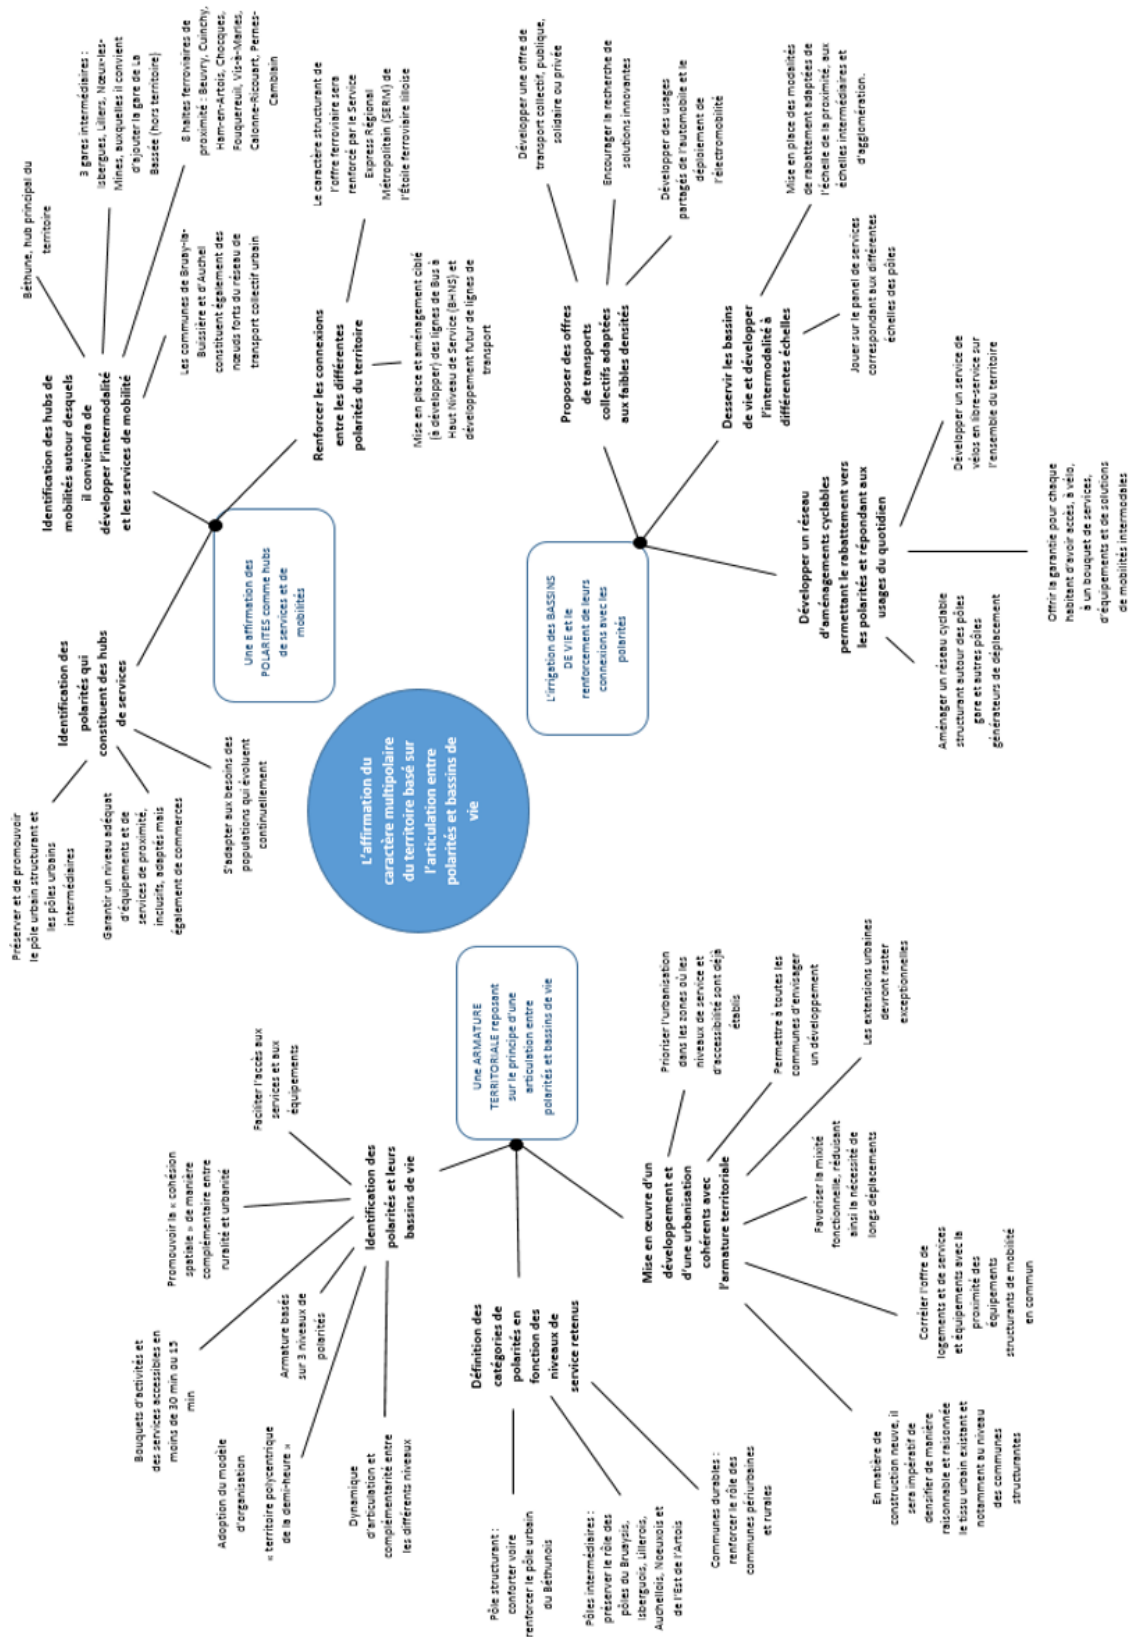 L'affirmation du
caractère multipolaire
du territoire basé sur
l'articulation entre
polarités et bassins de
vie
Une ARMATURE
TERRITORIALE reposant
sur le principe d'une
articulation entre
polarités et bassins de vie
Identification des
polarités et leurs
bassins de vie
Faciliter l'accès aux
services et aux
équipements
Promouvoir la « cohésion
spatiale » de manière
complémentaire entre
ruralité et urbanité
Bouquets d'activités et
des services accessibles en
moins de 30 min ou 15
min
Armature basés
sur 3 niveaux de
polarités
Adoption du modèle
d'organisation
« territoire polycentrique
de la demi-heure »
Dynamique
d'articulation et
complémentarité entre
les différents niveaux
Définition des
catégories de
polarités en
fonction des
niveaux de
service retenus
Pôle structurant :
conforter voire
renforcer le pôle urbain
du Béthunois
Pôles intermédiaires :
préserver le rôle des
pôles du Bruaysis,
Isberguois, Lillerois,
Auchellois, Noeuxois et
de l'Est de l'Artois
Communes durables :
renforcer le rôle des
communes périurbaines
et rurales
Mise en œuvre d'un
développement et
d'une urbanisation
cohérents avec
l'armature territoriale
Prioriser l'urbanisation
dans les zones où les
niveaux de service et
d'accessibilité sont déjà
établis
Permettre à toutes les
communes d'envisager
un développement
Les extensions urbaines
devront rester
exceptionnelles
Favoriser la mixité
fonctionnelle, réduisant
ainsi la nécessité de
longs déplacements
Corréler l'offre de
logements et de services
et équipements avec la
proximité des
équipements
structurants de mobilité
en commun
En matière de
construction neuve, il
sera impératif de
densifier de manière
raisonnable et raisonnée
le tissu urbain existant et
notamment au niveau
des communes
structurantes
Une affirmation des
POLARITES comme hubs
de services et de
mobilités
Identification des
polarités qui
constituent des hubs
de services
Préserver et de promouvoir
le pôle urbain structurant et
les pôles urbains
intermédiaires
Garantir un niveau adéquat
d'équipements et de
services de proximité,
inclusifs, adaptés mais
également de commerces
S'adapter aux besoins des
populations qui évoluent
continuellement
Identification des hubs de
mobilités autour desquels
il conviendra de
développer l'intermodalité
et les services de mobilité
Béthune, hub principal du
territoire
3 gares intermédiaires :
Isbergues, Lillers, Nœux-les-
Mines, auxquelles il convient
d'ajouter la gare de La
Bassée (hors territoire)
8 haltes ferroviaires de
proximité : Beuvry, Cuinchy,
Ham-en-Artois, Chocques,
Fouquereuil, Vis-à-Marles,
Calonne-Ricouart, Pernes-
Camblain
Les communes de Bruay-la-
Buissière et d'Auchel
constituent également des
nœuds forts du réseau de
transport collectif urbain
Renforcer les connexions
entre les différentes
polarités du territoire
Le caractère structurant de
l'offre ferroviaire sera
renforcé par le Service
Express Régional
Métropolitain (SERM) de
l'Étoile ferroviaire lilloise
Mise en place et aménagement ciblé
(à développer) des lignes de Bus à
Haut Niveau de Service (BHNS) et
développement futur de lignes de
transport
L'irrigation des BASSINS
DE VIE et le
renforcement de leurs
connexions avec les
polarités
Proposer des offres
de transports
collectifs adaptées
aux faibles densités
Développer une offre de
transport collectif, publique,
solidaire ou privée
Encourager la recherche de
solutions innovantes
Développer des usages
partagés de l'automobile et le
déploiement de
l'électromobilité
Desservir les bassins
de vie et développer
l'intermodalité à
différentes échelles
Mise en place des modalités
de rabattement adaptées de
l'échelle de la proximité, aux
échelles intermédiaires et
d'agglomération.
Jouer sur le panel de services
correspondant aux différentes
échelles des pôles
Développer un réseau
d'aménagements cyclables
permettant le rabattement vers
les polarités et répondant aux
usages du quotidien
Développer un service de
vélos en libre-service sur
l'ensemble du territoire
Offrir la garantie pour chaque
habitant d'avoir accès, à vélo,
à un bouquet de services,
d'équipements et de solutions
de mobilités intermodales
Aménager un réseau cyclable
structurant autour des pôles
gare et autres pôles
générateurs de déplacement